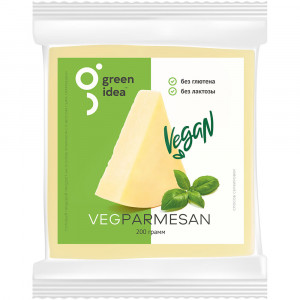 green
idea
без глютена
без лактозы
Vegan
VEGPARMESAN
200 грамм